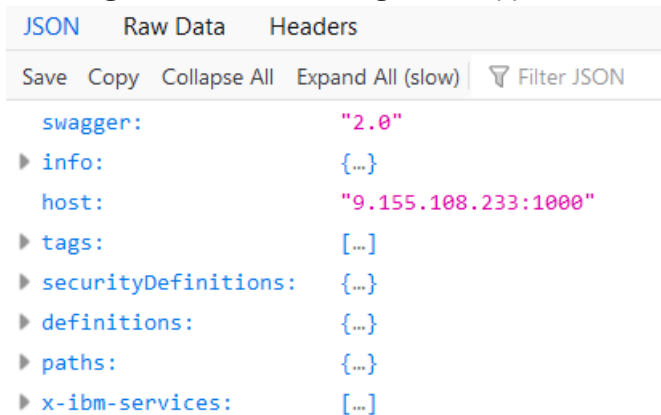 JSON Raw Data Headers
Save Copy Collapse All Expand All (slow) Filter JSON
swagger: "2.0"
info: {…}
host: "9.155.108.233:1000"
tags: […]
securityDefinitions: {…}
definitions: {…}
paths: {…}
x-ibm-services: […]